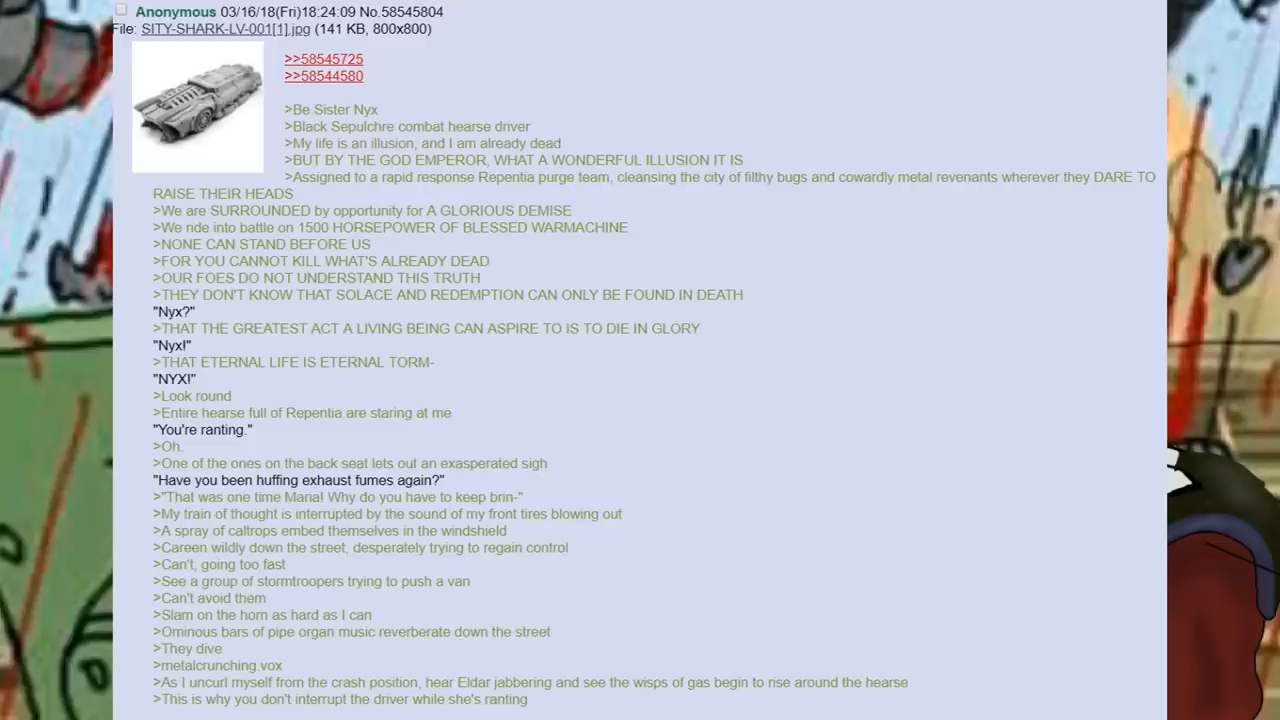 Anonymous 03/16/18(Fri)18:24:09 No.58545804
File: SITY-SHARK-LV-001[1].jpg (141 KB, 800x800)
>>58545725
>>58544580
>Be Sister Nyx
>Black Sepulchre combat hearse driver
>My life is an illusion, and I am already dead
>BUT BY THE GOD EMPEROR, WHAT A WONDERFUL ILLUSION IT IS
>Assigned to a rapid response Repentia purge team, cleansing the city of filthy bugs and cowardly metal revenants wherever they DARE TO
RAISE THEIR HEADS
>We are SURROUNDED by opportunity for A GLORIOUS DEMISE
>We ride into battle on 1500 HORSEPOWER OF BLESSED WARMACHINE
>NONE CAN STAND BEFORE US
>FOR YOU CANNOT KILL WHAT'S ALREADY DEAD
>OUR FOES DO NOT UNDERSTAND THIS TRUTH
>THEY DON'T KNOW THAT SOLACE AND REDEMPTION CAN ONLY BE FOUND IN DEATH
"Nyx?"
>THAT THE GREATEST ACT A LIVING BEING CAN ASPIRE TO IS TO DIE IN GLORY
"Nyx!"
>THAT ETERNAL LIFE IS ETERNAL TORM-
"NYX!"
>Look round
>Entire hearse full of Repentia are staring at me
"You're ranting."
>Oh.
>One of the ones on the back seat lets out an exasperated sigh
"Have you been huffing exhaust fumes again?"
>"That was one time Maria! Why do you have to keep brin-"
>My train of thought is interrupted by the sound of my front tires blowing out
>A spray of caltrops embed themselves in the windshield
>Careen wildly down the street, desperately trying to regain control
>Can't, going too fast
>See a group of stormtroopers trying to push a van
>Can't avoid them
>Slam on the horn as hard as I can
>Ominous bars of pipe organ music reverberate down the street
>They dive
>metalcrunching.vox
>As I uncurl myself from the crash position, hear Eldar jabbering and see the wisps of gas begin to rise around the hearse
>This is why you don't interrupt the driver while she's ranting